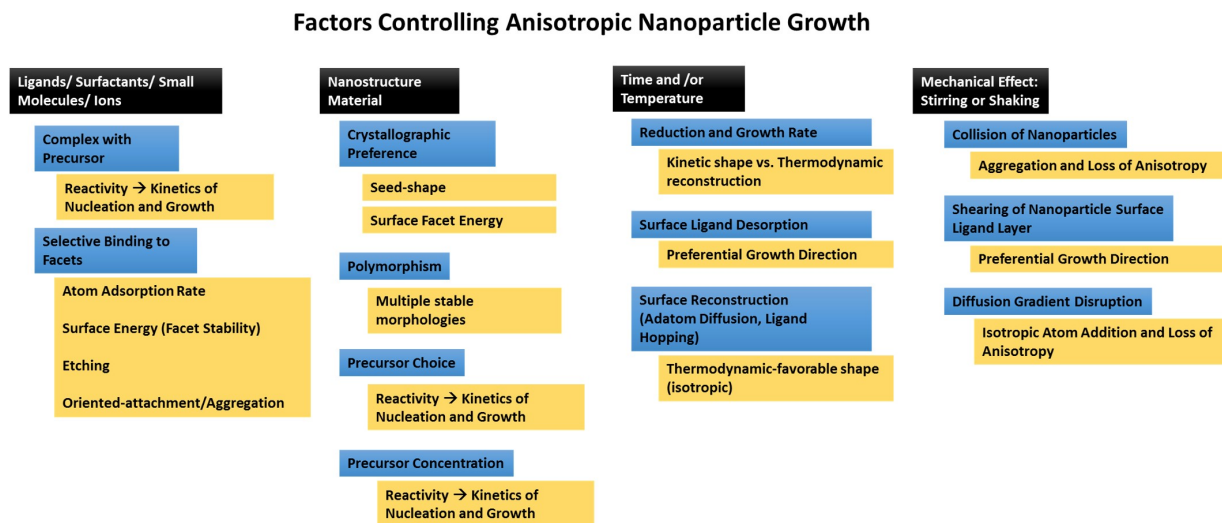 Factors Controlling Anisotropic Nanoparticle Growth
Ligands/ Surfactants/ Small
Molecules/ Ions
Complex with
Precursor
Reactivity → Kinetics of
Nucleation and Growth
Selective Binding to
Facets
Atom Adsorption Rate
Surface Energy (Facet Stability)
Etching
Oriented-attachment/Aggregation
Nanostructure
Material
Crystallographic
Preference
Seed-shape
Surface Facet Energy
Polymorphism
Multiple stable
morphologies
Precursor Choice
Reactivity → Kinetics of
Nucleation and Growth
Precursor Concentration
Reactivity → Kinetics of
Nucleation and Growth
Time and /or
Temperature
Reduction and Growth Rate
Kinetic shape vs. Thermodynamic
reconstruction
Surface Ligand Desorption
Preferential Growth Direction
Surface Reconstruction
(Adatom Diffusion, Ligand
Hopping)
Thermodynamic-favorable shape
(isotropic)
Mechanical Effect:
Stirring or Shaking
Collision of Nanoparticles
Aggregation and Loss of Anisotropy
Shearing of Nanoparticle Surface
Ligand Layer
Preferential Growth Direction
Diffusion Gradient Disruption
Isotropic Atom Addition and Loss of
Anisotropy